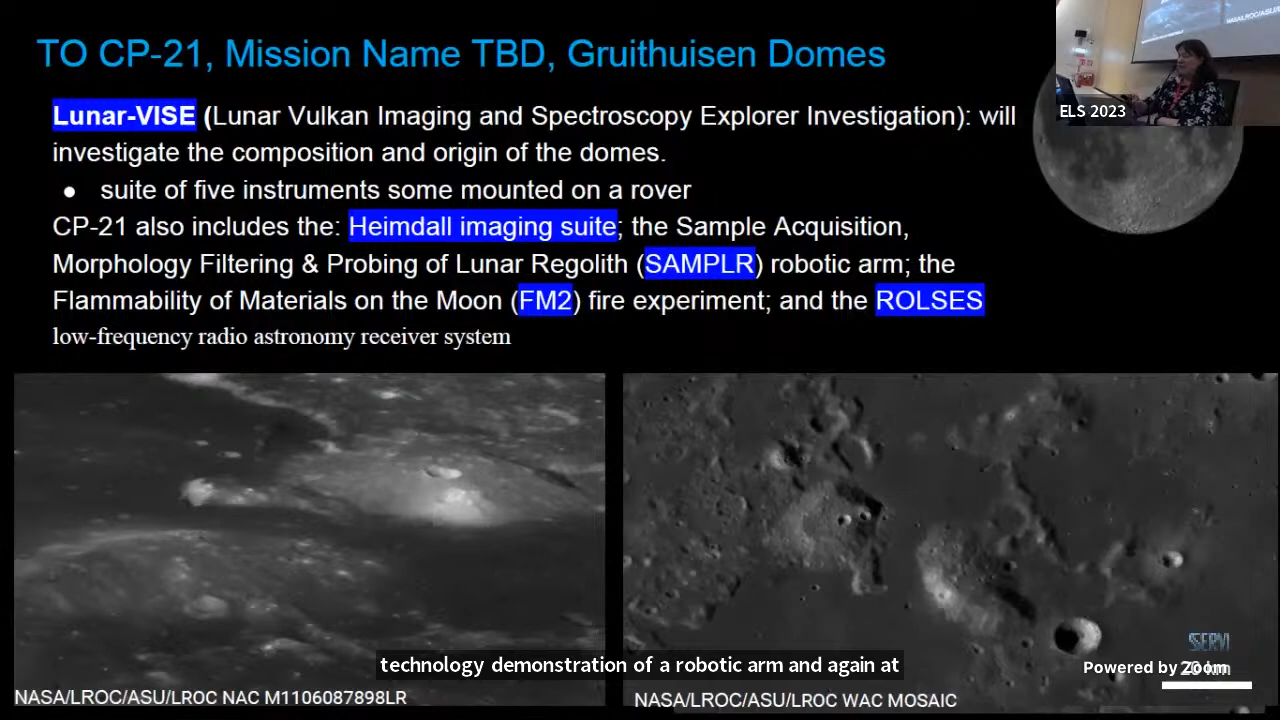 TO CP-21, Mission Name TBD, Gruithuisen Domes
Lunar-VISE (Lunar Vulkan Imaging and Spectroscopy Explorer Investigation): will
investigate the composition and origin of the domes.
● suite of five instruments some mounted on a rover
CP-21 also includes the: Heimdall imaging suite; the Sample Acquisition,
Morphology Filtering & Probing of Lunar Regolith (SAMPLR) robotic arm; the
Flammability of Materials on the Moon (FM2) fire experiment; and the ROLSES
low-frequency radio astronomy receiver system
NASA/LROC/ASU/
ELS 2023
technology demonstration of a robotic arm and again at
SSERVI
Powered by Zoom
20 km
NASA/LROC/ASU/LROC NAC M1106087898LR
NASA/LROC/ASU/LROC WAC MOSAIC